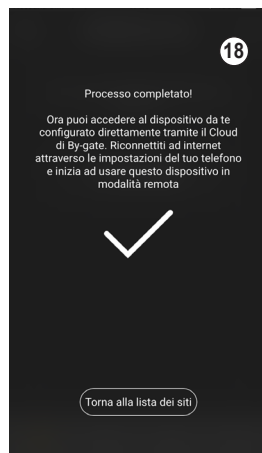 18
Processo completato!
Ora puoi accedere al dispositivo da te
configurato direttamente tramite il Cloud
di By-gate. Riconnettiti ad internet
attraverso le impostazioni del tuo telefono
e inizia ad usare questo dispositivo in
modalità remota
Torna alla lista dei siti